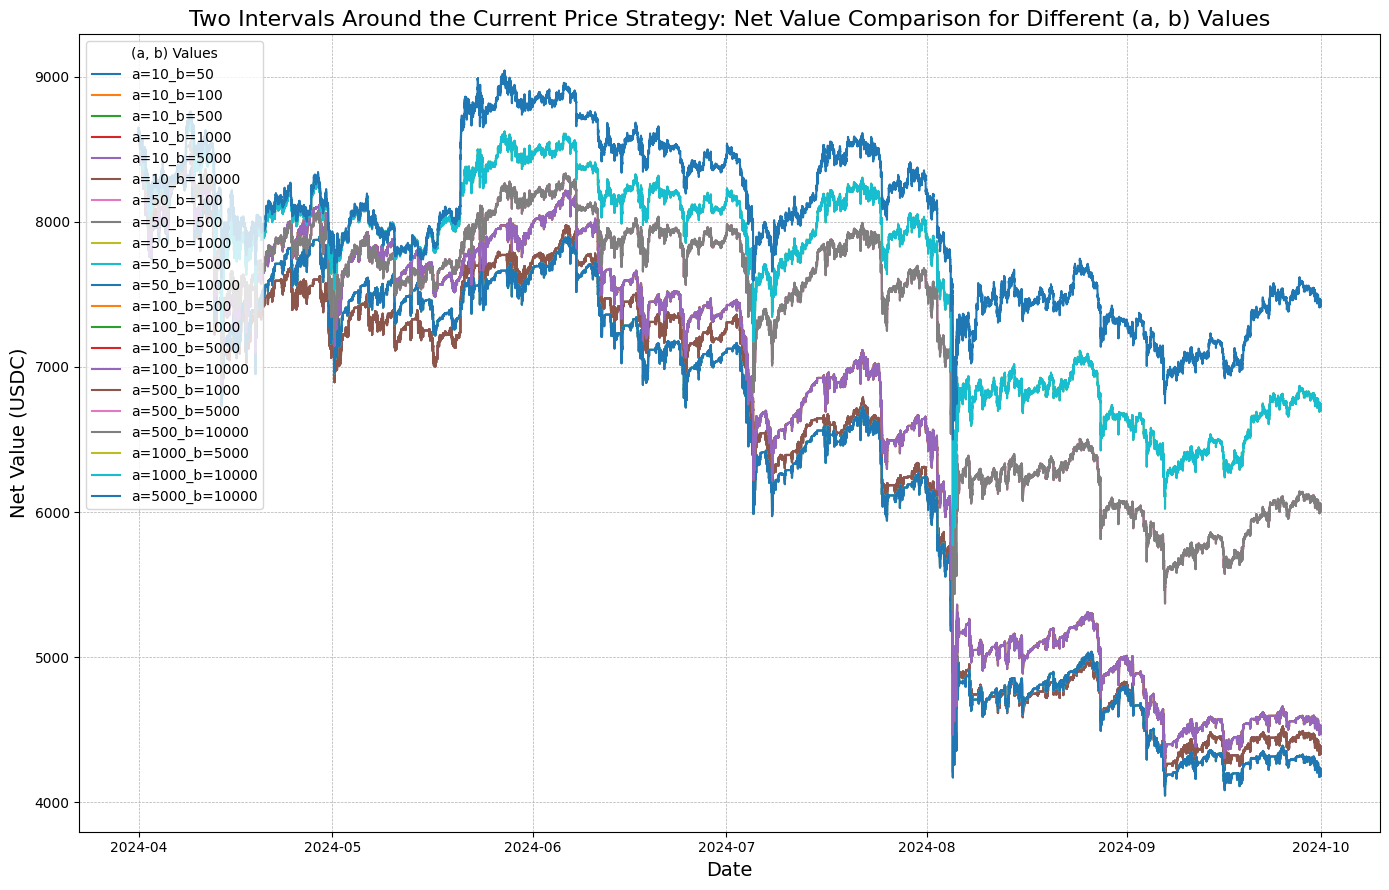 Two Intervals Around the Current Price Strategy: Net Value Comparison for Different (a, b) Values
(a, b) Values
a=10_b=50
a=10_b=100
a=10_b=500
a=10_b=1000
a=10_b=5000
a=10_b=10000
a=50_b=100
a=50_b=500
a=50_b=1000
a=50_b=5000
a=50_b=10000
a=100_b=500
a=100_b=1000
a=100_b=5000
a=100_b=10000
a=500_b=1000
a=500_b=5000
a=500_b=10000
a=1000_b=5000
a=1000_b=10000
a=5000_b=10000
Net Value (USDC)
9000
8000
7000
6000
5000
4000
2024-04
2024-05
2024-06
2024-07
2024-08
2024-09
2024-10
Date